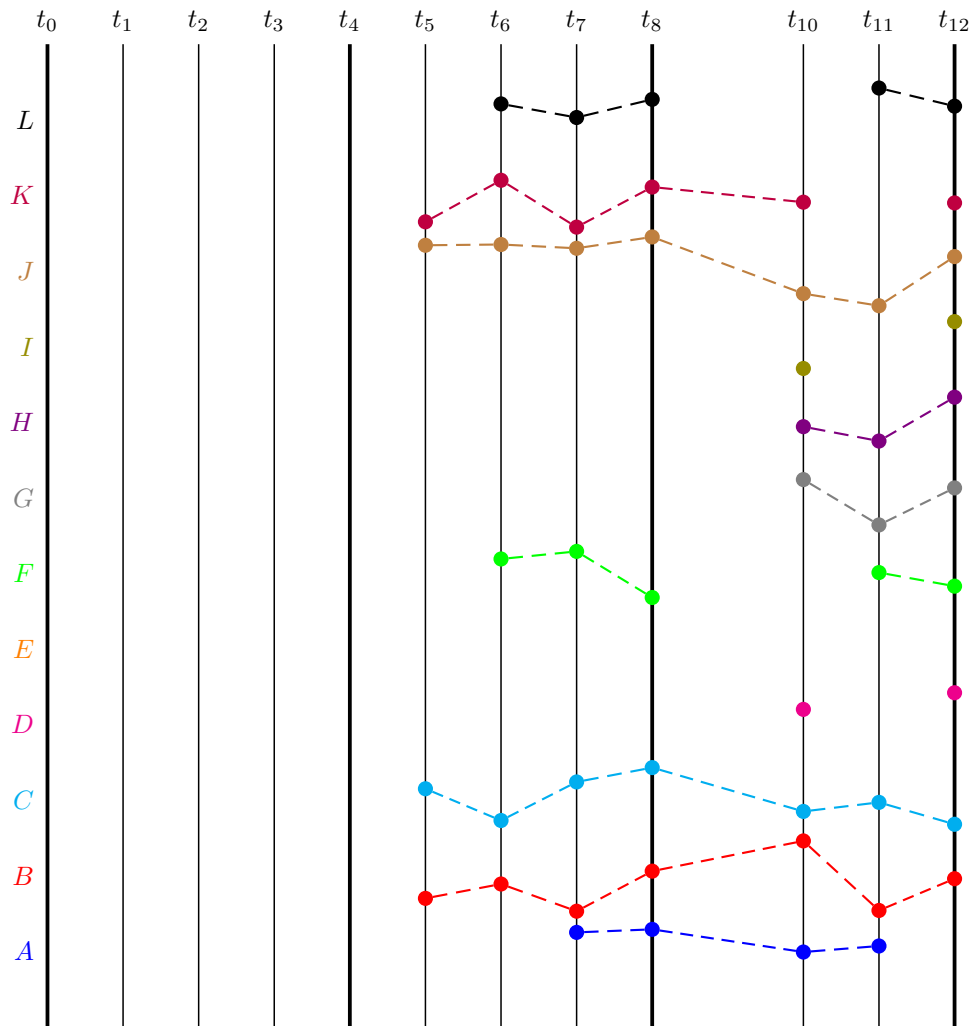 t₀ t₁ t₂ t₃ t₄ t₅ t₆ t₇ t₈ t₁₀ t₁₁ t₁₂
L
K
J
I
H
G
F
E
D
C
B
A